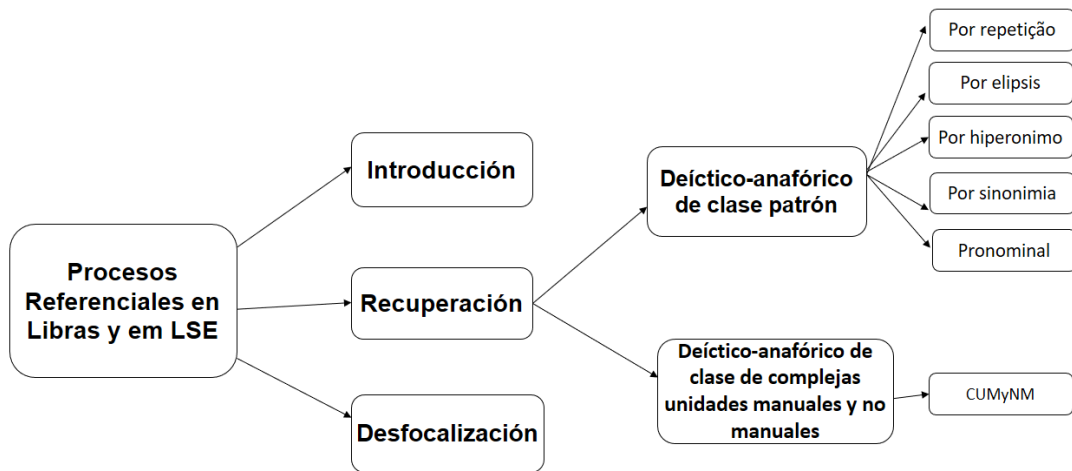 Procesos
Referenciales en
Libras y em LSE
Introducción
Recuperación
Desfocalización
Deíctico-anafórico
de clase patrón
Deíctico-anafórico de
clase de complejas
unidades manuales y no
manuales
Por repetição
Por elipsis
Por hiperonimo
Por sinonimia
Pronominal
CUMyNM